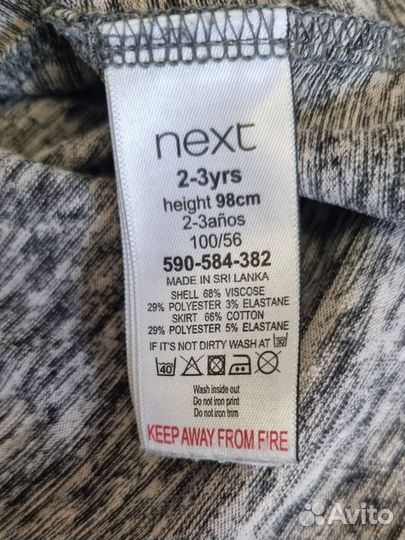 next
2-3yrs
height 98cm
2-3años
100/56
590-584-382
MADE IN SRI LANKA
SHELL 68% VISCOSE
29% POLYESTER 3% ELASTANE
SKIRT 66% COTTON
29% POLYESTER 5% ELASTANE
IF IT'S NOT DIRTY WASH AT 30
40
Wash inside out
Do not iron print
Do not iron trim
KEEP AWAY FROM FIRE
Avito